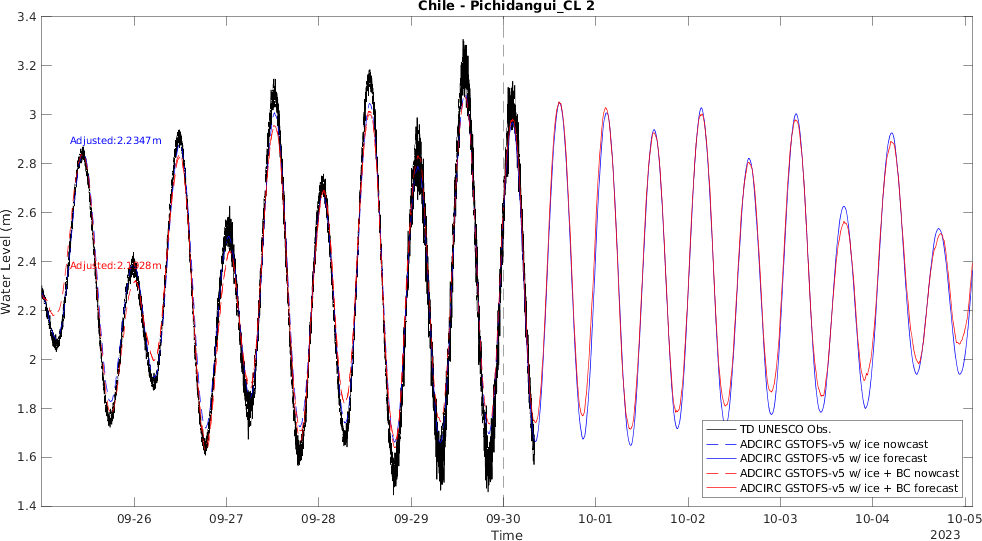 Chile - Pichidangui_CL 2
3.4
3.2
3
2.8
2.6
2.4
2.2
2
1.8
1.6
1.4
Water Level (m)
Adjusted:2.2347m
TD UNESCO Obs.
ADCIRC GSTOFS-v5 w/ ice nowcast
ADCIRC GSTOFS-v5 w/ ice forecast
ADCIRC GSTOFS-v5 w/ ice + BC nowcast
ADCIRC GSTOFS-v5 w/ ice + BC forecast
09-26
09-27
09-28
09-29
09-30
10-01
10-02
10-03
10-04
10-05
Time
2023